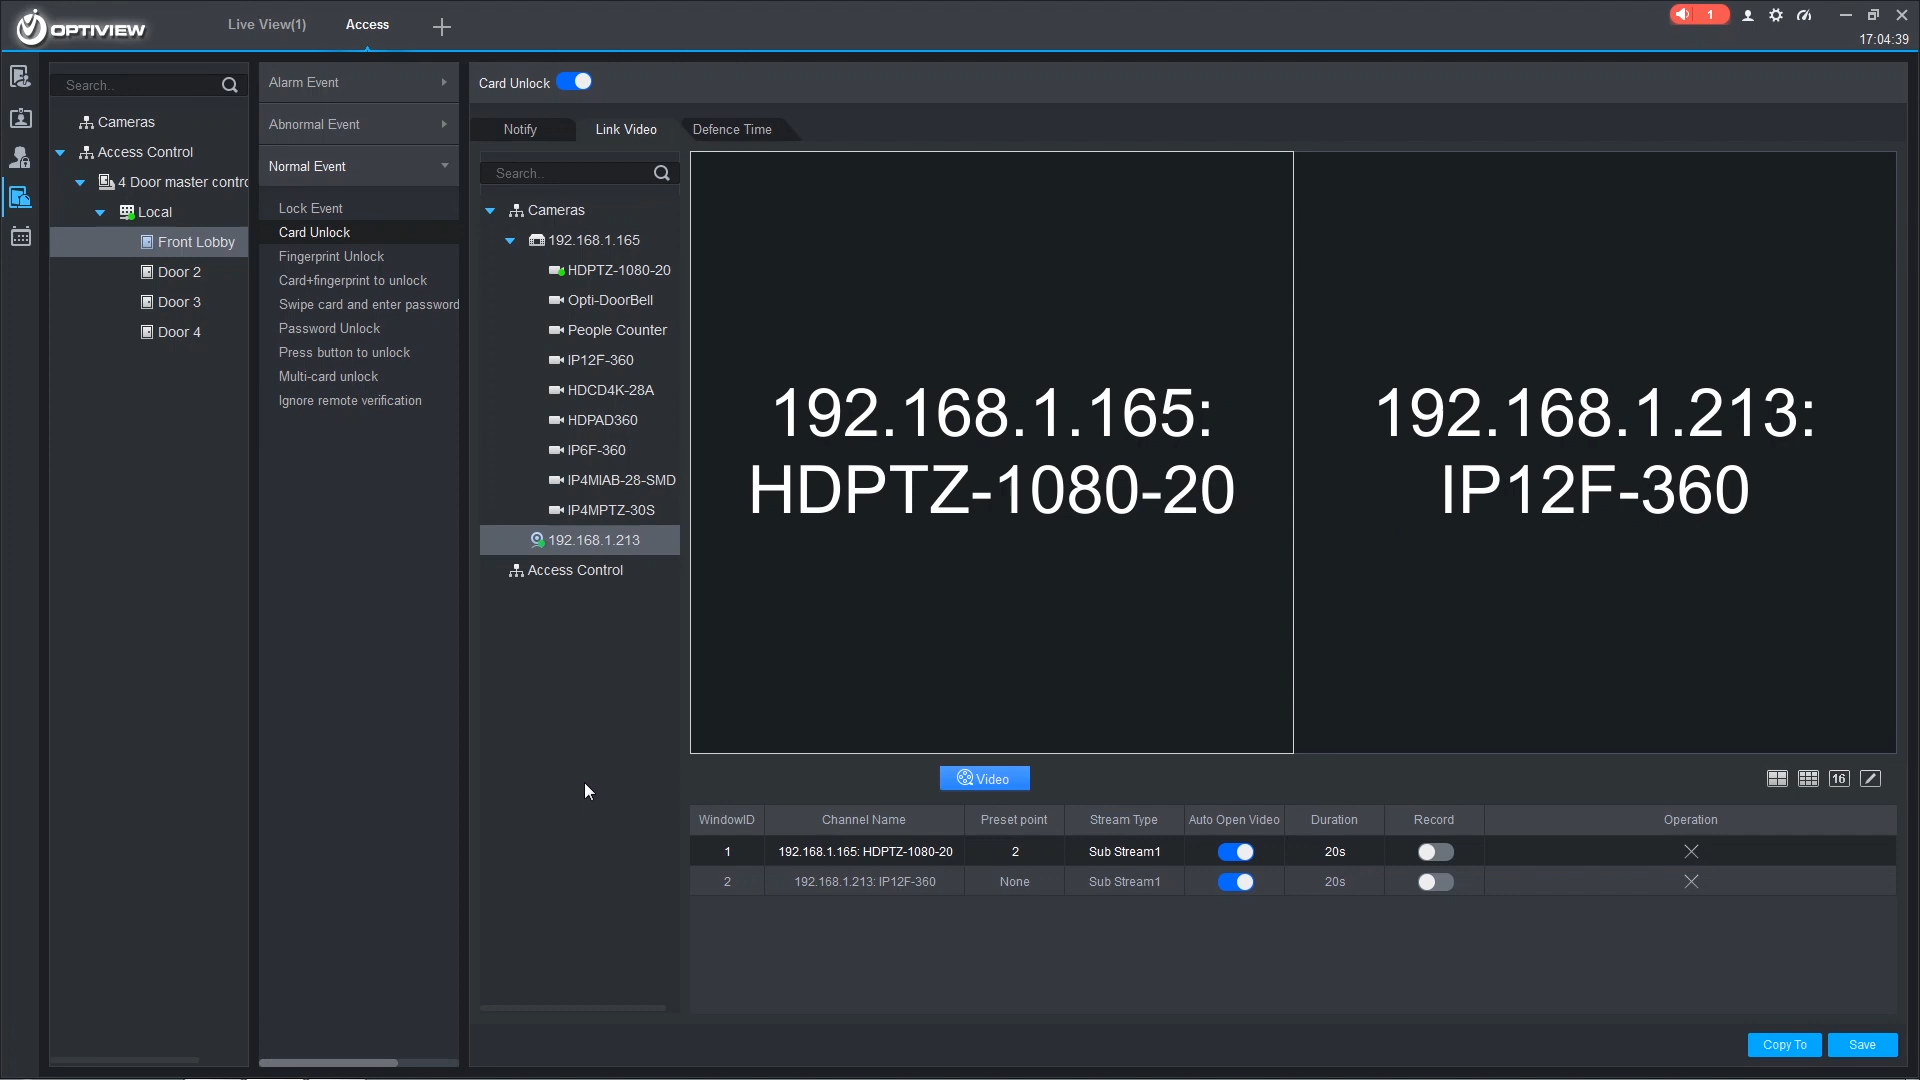 OPTIVIEW
Live View(1)
Access
1
17:04:39
Search..
Cameras
Access Control
4 Door master contro
Local
Front Lobby
Door 2
Door 3
Door 4
Alarm Event
Abnormal Event
Normal Event
Lock Event
Card Unlock
Fingerprint Unlock
Card+fingerprint to unlock
Swipe card and enter password
Password Unlock
Press button to unlock
Multi-card unlock
Ignore remote verification
Card Unlock
Notify
Link Video
Defence Time
Search..
Cameras
192.168.1.165
HDPTZ-1080-20
Opti-DoorBell
People Counter
IP12F-360
HDCD4K-28A
HDPAD360
IP6F-360
IP4MIAB-28-SMD
IP4MPTZ-30S
192.168.1.213
Access Control
192.168.1.165:
HDPTZ-1080-20
192.168.1.213:
IP12F-360
Video
16
WindowID Channel Name Preset point Stream Type Auto Open Video Duration Record Operation
1 192.168.1.165: HDPTZ-1080-20 2 Sub Stream1 20s
2 192.168.1.213: IP12F-360 None Sub Stream1 20s
Copy To
Save